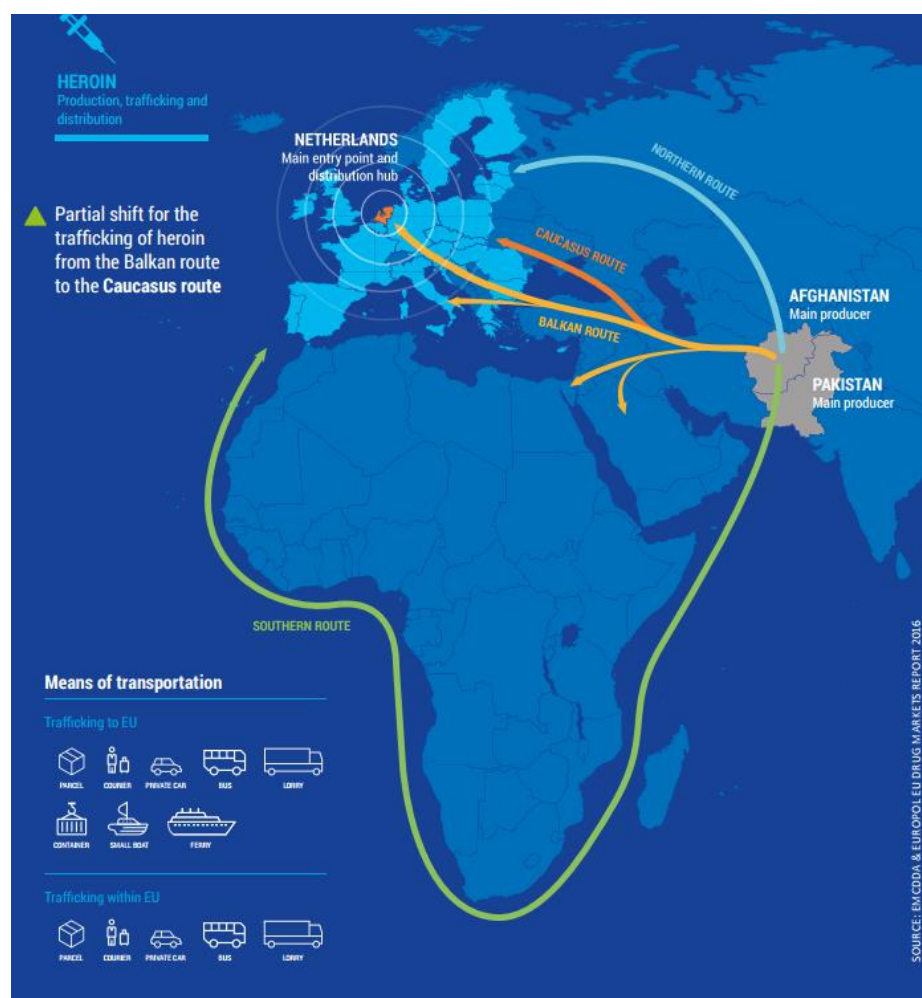 HEROIN
Production, trafficking and
distribution
NETHERLANDS
Main entry point and
distribution hub
Partial shift for the
trafficking of heroin
from the Balkan route
to the Caucasus route
NORTHERN ROUTE
CAUCASUS ROUTE
BALKAN ROUTE
AFGHANISTAN
Main producer
PAKISTAN
Main producer
SOUTHERN ROUTE
Means of transportation
Trafficking to EU
PARCEL COURIER PRIVATE CAR BUS LORRY
CONTAINER SMALL BOAT FERRY
Trafficking within EU
PARCEL COURIER PRIVATE CAR BUS LORRY
SOURCE: EMCDDA & EUROPOL EU DRUG MARKETS REPORT 2016